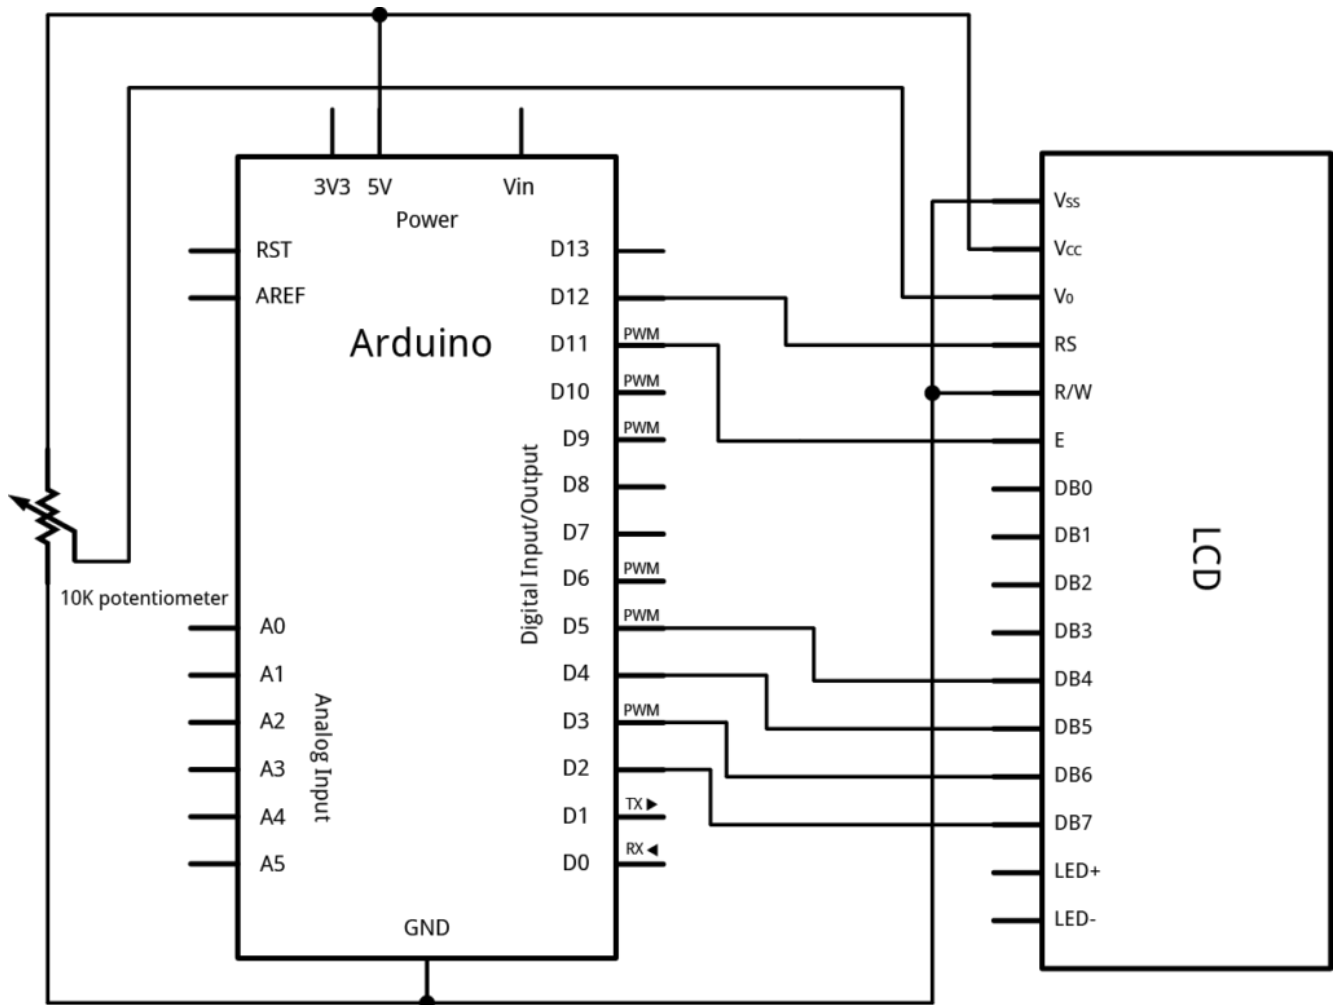 3V3 5V Vin
Power
RST
AREF
Arduino
10K potentiometer
A0
A1
A2
A3
A4
A5
Analog Input
GND
Digital Input/Output
D13
D12
D11 PWM
D10 PWM
D9 PWM
D8
D7
D6 PWM
D5 PWM
D4
D3 PWM
D2
D1 TX ▶
D0 RX ◀
Vss
Vcc
V0
RS
R/W
E
DB0
DB1
DB2
DB3
DB4
DB5
DB6
DB7
LED+
LED-
LCD